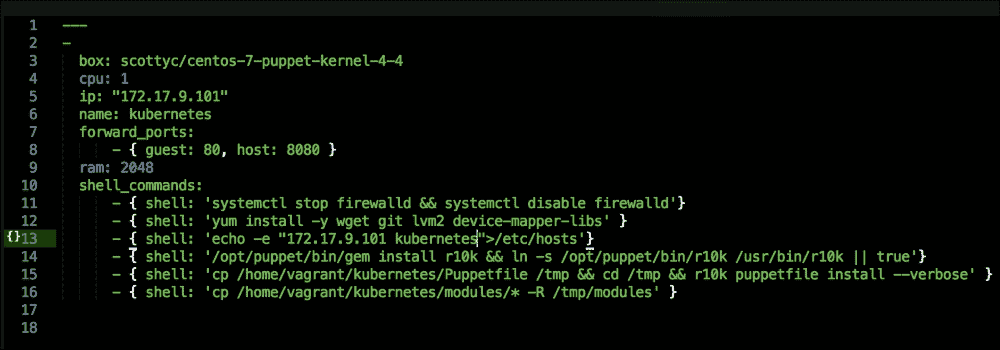 1 ---
2 -
3 box: scottyc/centos-7-puppet-kernel-4-4
4 cpu: 1
5 ip: "172.17.9.101"
6 name: kubernetes
7 forward_ports:
8 - { guest: 80, host: 8080 }
9 ram: 2048
10 shell_commands:
11 - { shell: 'systemctl stop firewalld && systemctl disable firewalld'}
12 - { shell: 'yum install -y wget git lvm2 device-mapper-libs' }
{} 13 - { shell: 'echo -e "172.17.9.101 kubernetes">/etc/hosts'}
14 - { shell: '/opt/puppet/bin/gem install r10k && ln -s /opt/puppet/bin/r10k /usr/bin/r10k || true'}
15 - { shell: 'cp /home/vagrant/kubernetes/Puppetfile /tmp && cd /tmp && r10k puppetfile install --verbose' }
16 - { shell: 'cp /home/vagrant/kubernetes/modules/* -R /tmp/modules' }
17
18